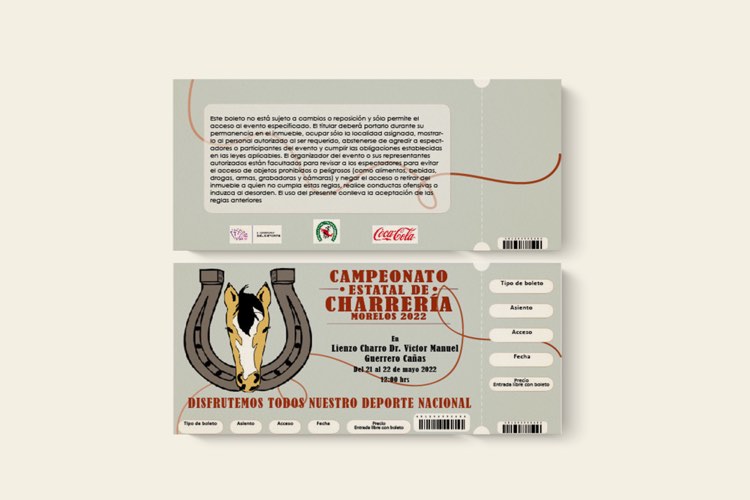 Este boleto no está sujeto a cambios o reposición y sólo permite el
acceso al evento especificado. El titular deberá portarlo durante su
permanencia en el inmueble, ocupar sólo la localidad asignada, mostrar-
lo al personal autorizado al ser requerido, abstenerse de agredir a espect-
adores o participantes del evento y cumplir las obligaciones establecidas
en las leyes aplicables. El organizador del evento o sus representantes
autorizados están facultados para revisar a los espectadores para evitar
el acceso de objetos prohibidos o peligrosos (como alimentos, bebidas,
drogas, armas, grabadoras y cámaras) y negar el acceso o retirar del
inmueble a quien no cumpla estas reglas, realice conductas ofensivas o
induzca al desorden. El uso del presente conlleva la aceptación de las
reglas anteriores
Coca-Cola
CAMPEONATO
ESTATAL DE
CHARRERÍA
MORELOS 2022
En
Lienzo Charro Dr. Víctor Manuel
Guerrero Cañas
Del 21 al 22 de mayo 2022
12:00 hrs
DISFRUTEMOS TODOS NUESTRO DEPORTE NACIONAL
Tipo de boleto
Asiento
Acceso
Fecha
Precio
Entrada libre con boleto
Tipo de boleto
Asiento
Acceso
Fecha
Precio
Entrada libre con boleto